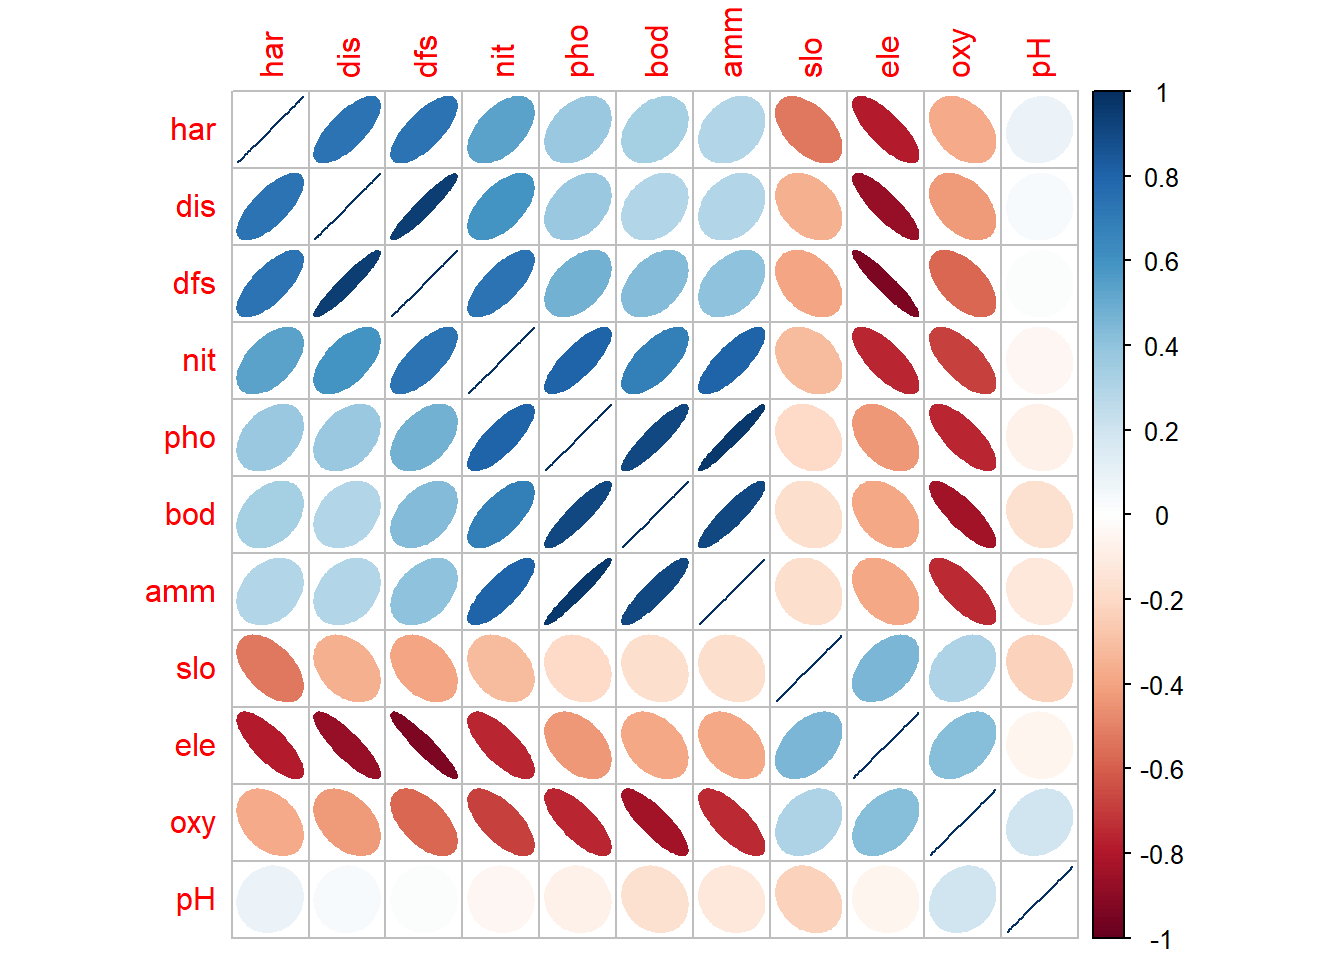 har dis dfs nit pho bod amm slo ele oxy pH
har
dis
dfs
nit
pho
bod
amm
slo
ele
oxy
pH
1
0.8
0.6
0.4
0.2
0
-0.2
-0.4
-0.6
-0.8
-1